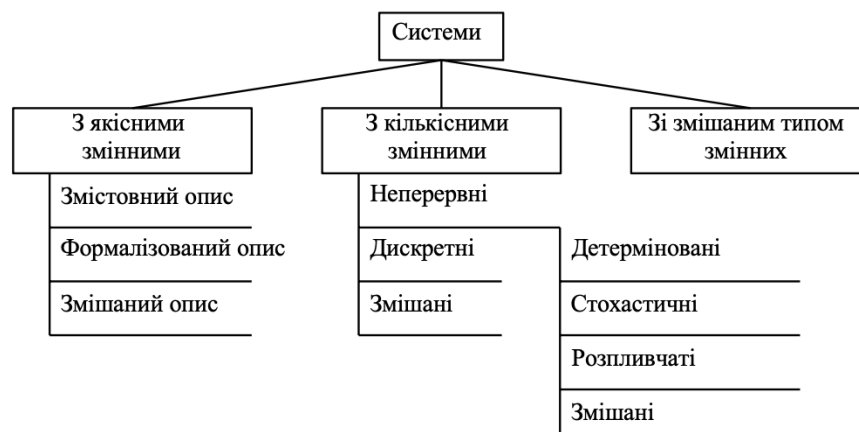 Системи
З якісними
змінними
З кількісними
змінними
Зі змішаним типом
змінних
Змістовний опис
Формалізований опис
Змішаний опис
Неперервні
Дискретні
Змішані
Детерміновані
Стохастичні
Розпливчаті
Змішані